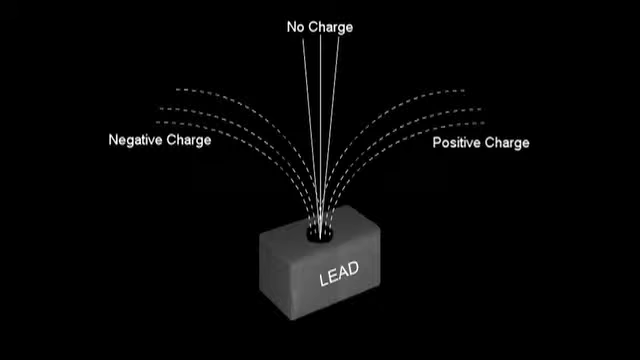 No Charge
Negative Charge
Positive Charge
LEAD